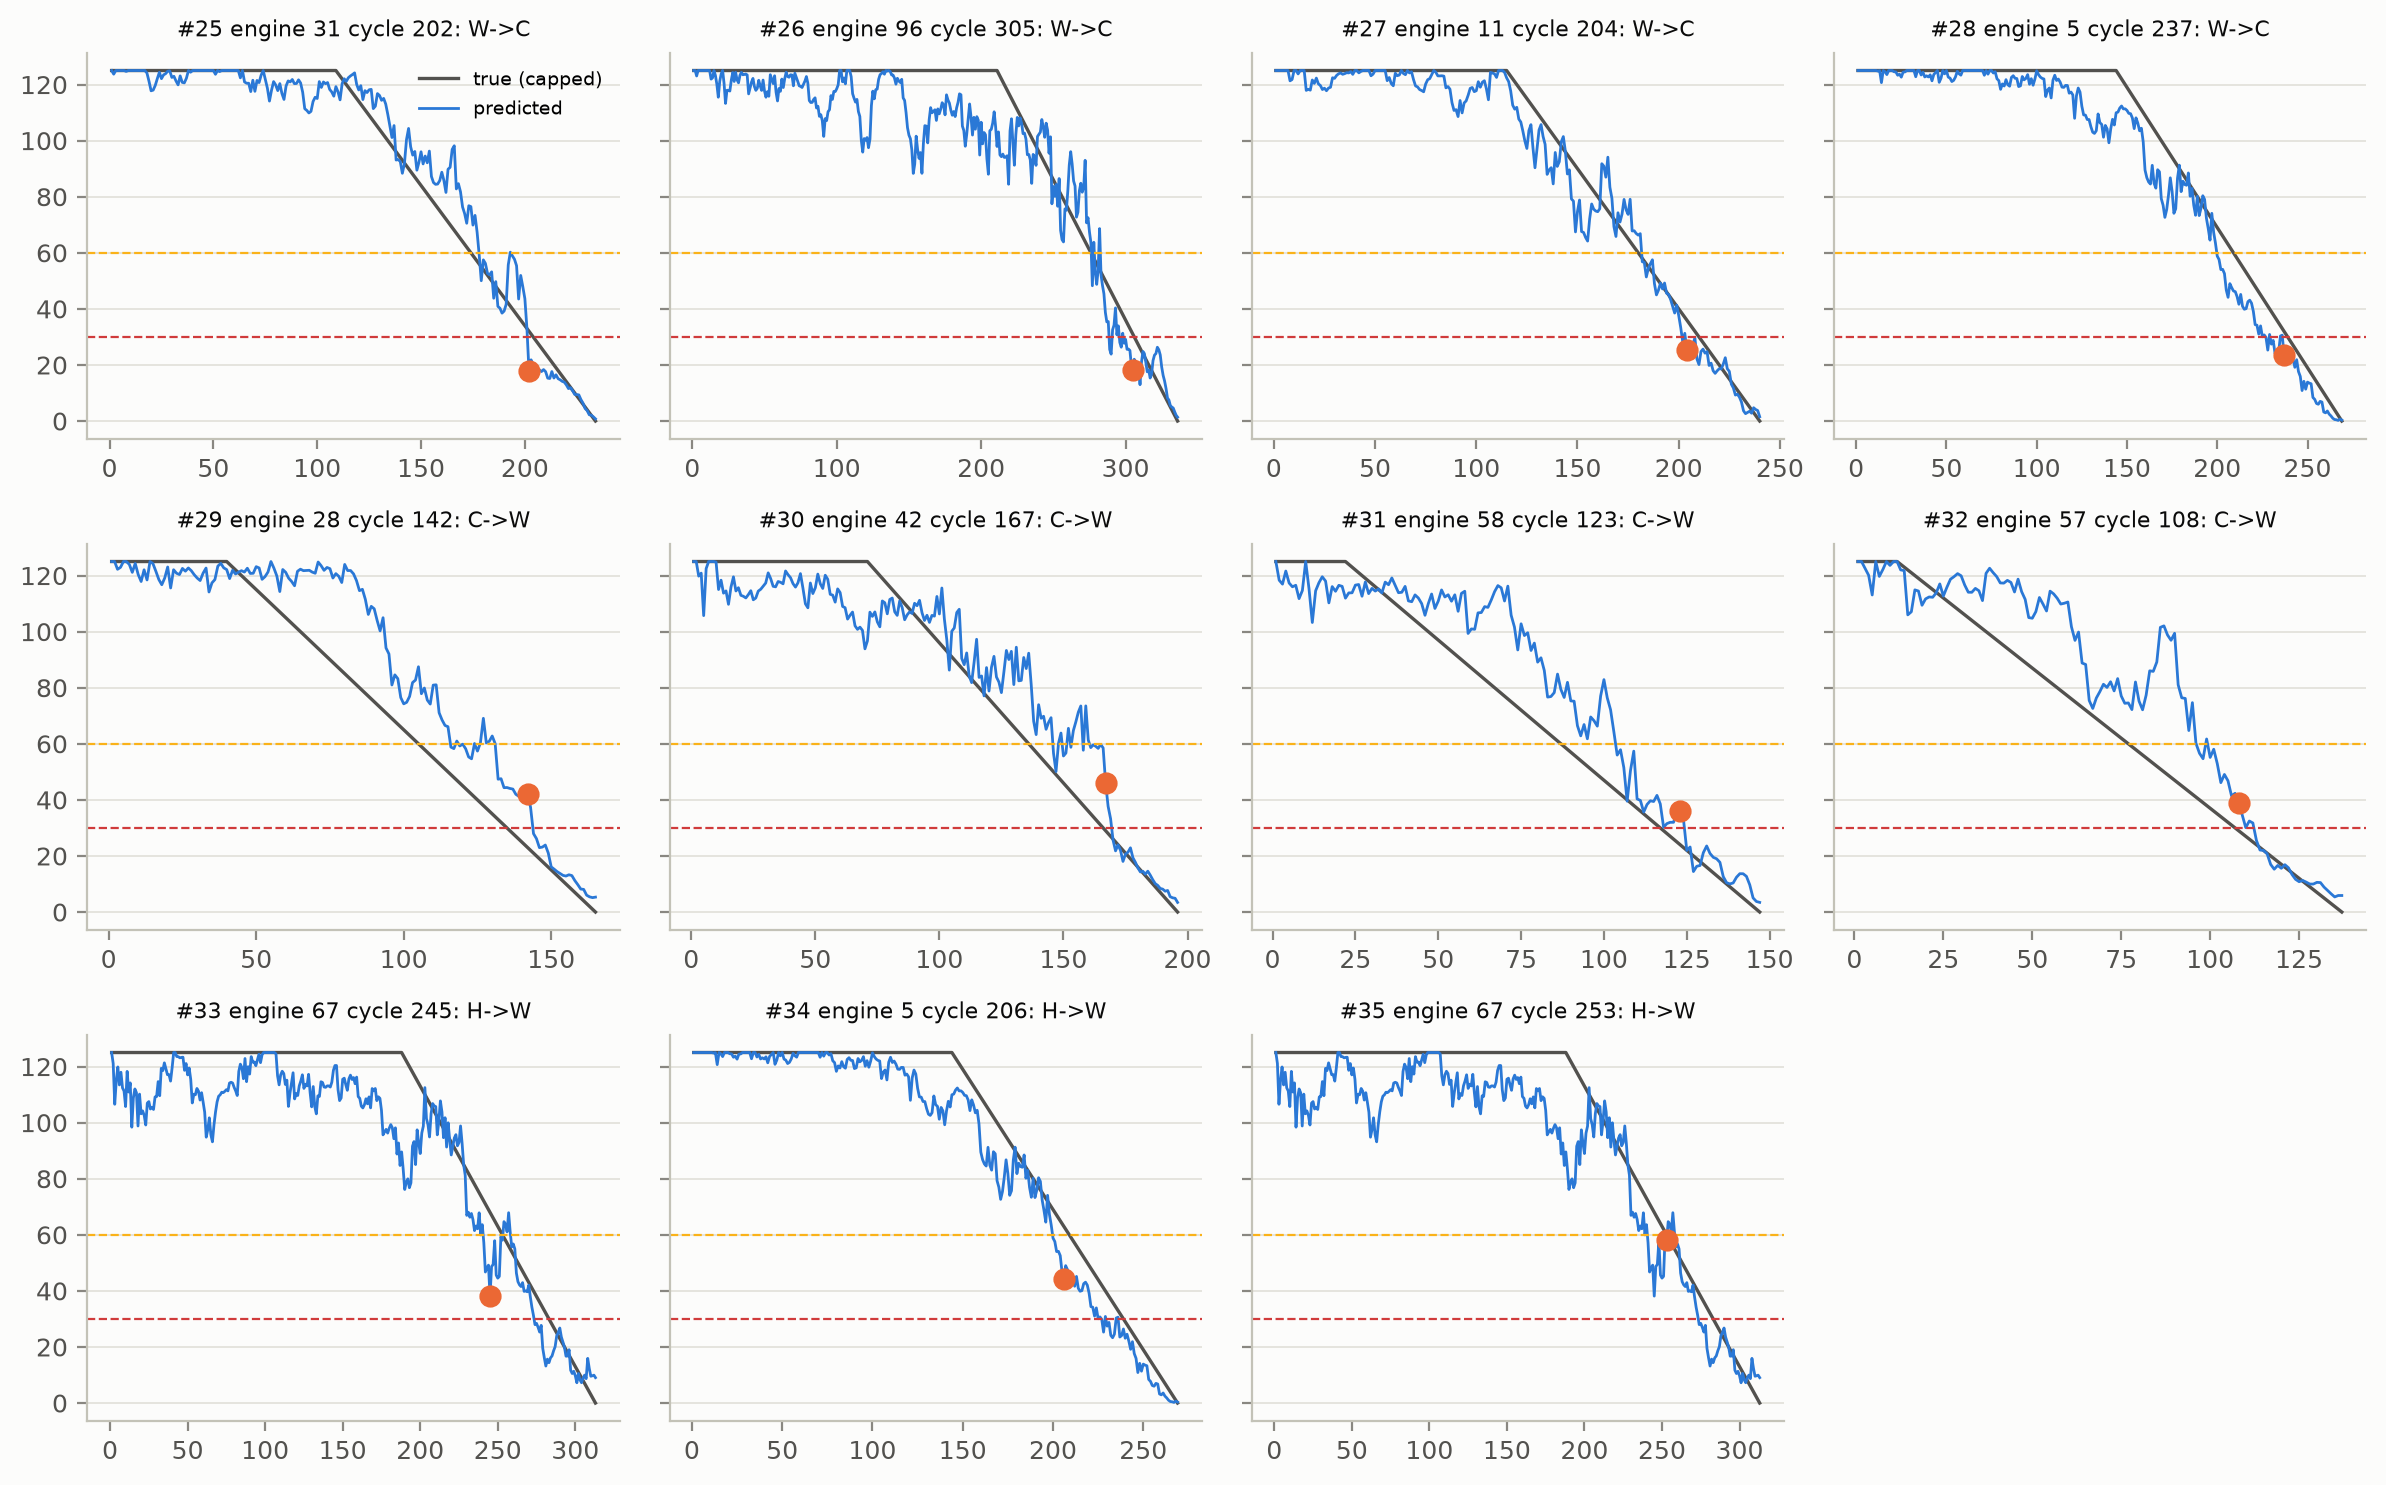 #25 engine 31 cycle 202: W->C
#26 engine 96 cycle 305: W->C
#27 engine 11 cycle 204: W->C
#28 engine 5 cycle 237: W->C
true (capped)
predicted
120
100
80
60
40
20
0
0 50 100 150 200
0 100 200 300
0 50 100 150 200 250
0 50 100 150 200 250
#29 engine 28 cycle 142: C->W
#30 engine 42 cycle 167: C->W
#31 engine 58 cycle 123: C->W
#32 engine 57 cycle 108: C->W
120
100
80
60
40
20
0
0 50 100 150
0 50 100 150 200
0 25 50 75 100 125 150
0 25 50 75 100 125
#33 engine 67 cycle 245: H->W
#34 engine 5 cycle 206: H->W
#35 engine 67 cycle 253: H->W
120
100
80
60
40
20
0
0 50 100 150 200 250 300
0 50 100 150 200 250
0 50 100 150 200 250 300